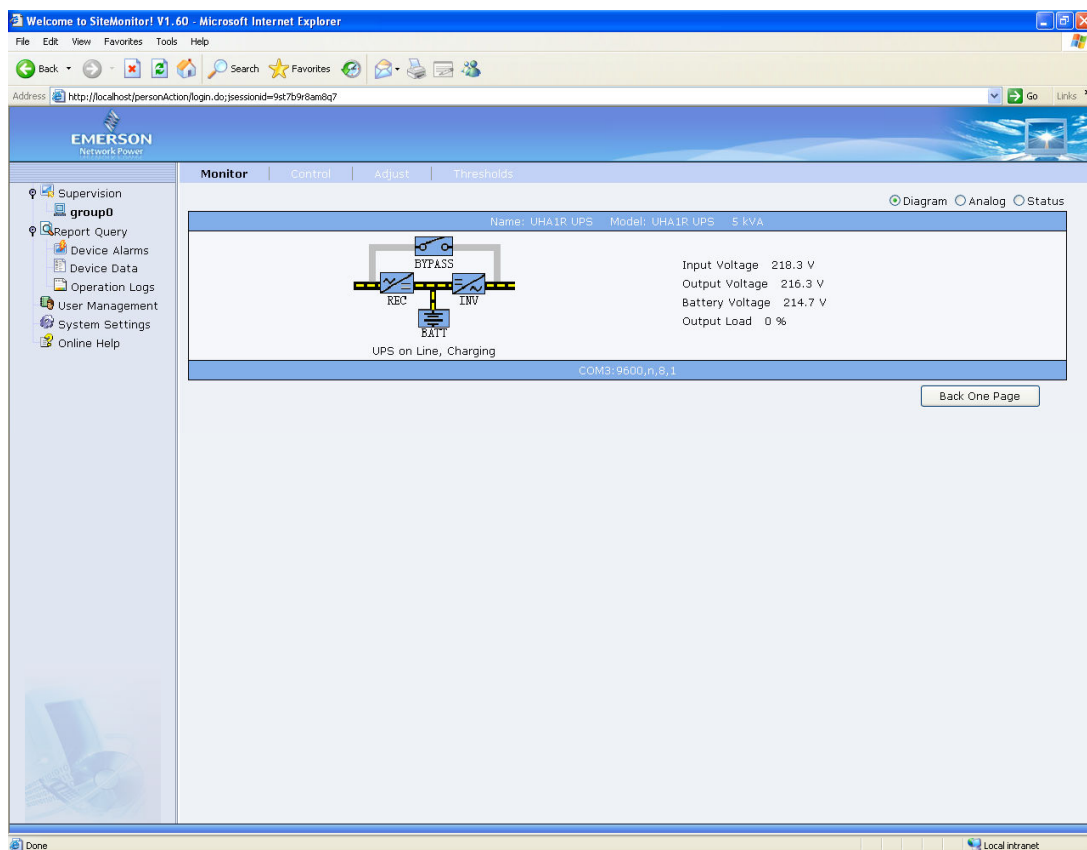 Welcome to SiteMonitor! V1.60 - Microsoft Internet Explorer
File Edit View Favorites Tools Help
Back Search Favorites
Address http://localhost/personAction/login.do;jsessionid=9st7b9r8am8q7 Go Links
EMERSON
Network Power
Monitor | Control | Adjust | Thresholds
Supervision
group0
Report Query
Device Alarms
Device Data
Operation Logs
User Management
System Settings
Online Help
Diagram Analog Status
Name: UHA1R UPS Model: UHA1R UPS 5 kVA
BYPASS
REC INV
BATT
UPS on Line, Charging
Input Voltage 218.3 V
Output Voltage 216.3 V
Battery Voltage 214.7 V
Output Load 0 %
COM3:9600,n,8,1
Back One Page
Done Local intranet